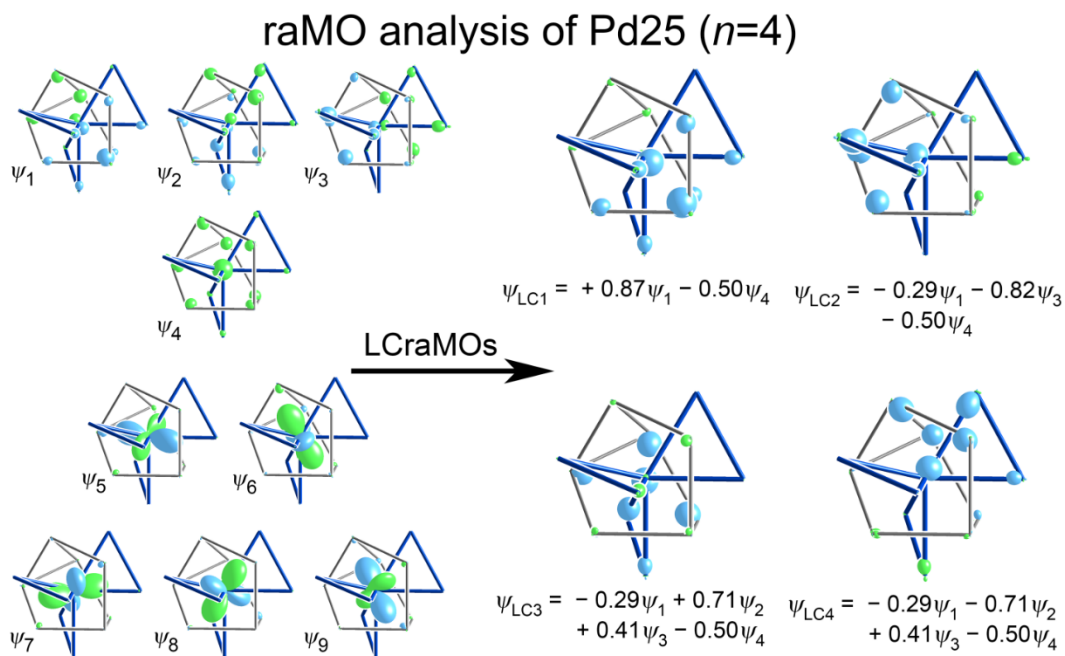 raMO analysis of Pd25 (n=4)
ψ1
ψ2
ψ3
ψ4
ψLC1 = + 0.87ψ1 − 0.50ψ4
ψLC2 = − 0.29ψ1 − 0.82ψ3
− 0.50ψ4
LCraMOs
ψ5
ψ6
ψ7
ψ8
ψ9
ψLC3 = − 0.29ψ1 + 0.71ψ2
+ 0.41ψ3 − 0.50ψ4
ψLC4 = − 0.29ψ1 − 0.71ψ2
+ 0.41ψ3 − 0.50ψ4